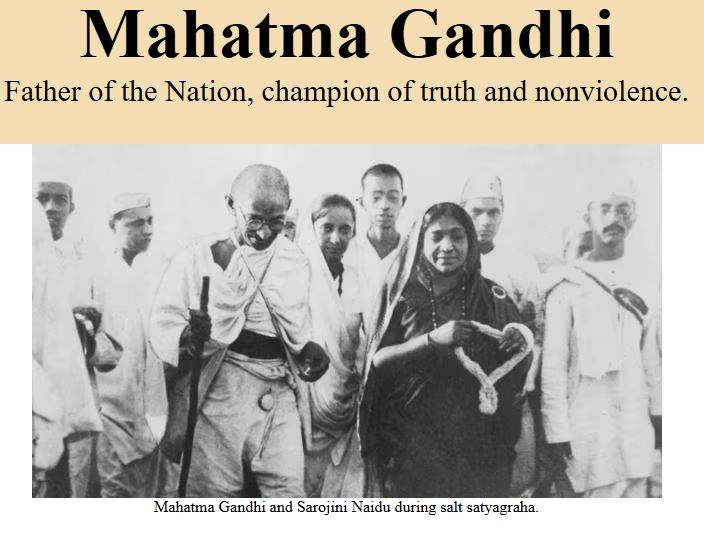 Mahatma Gandhi
Father of the Nation, champion of truth and nonviolence.
Mahatma Gandhi and Sarojini Naidu during salt satyagraha.